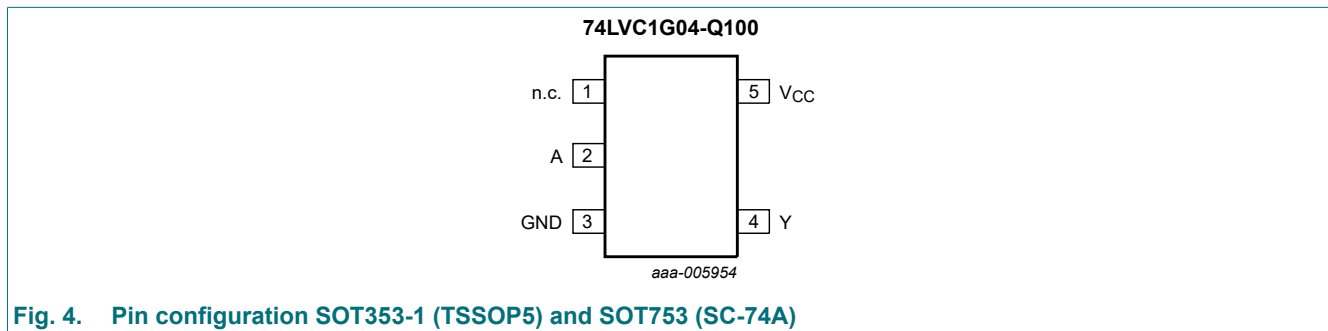 74LVC1G04-Q100
n.c. 1 5 VCC
A 2
GND 3 4 Y
aaa-005954
Fig. 4. Pin configuration SOT353-1 (TSSOP5) and SOT753 (SC-74A)